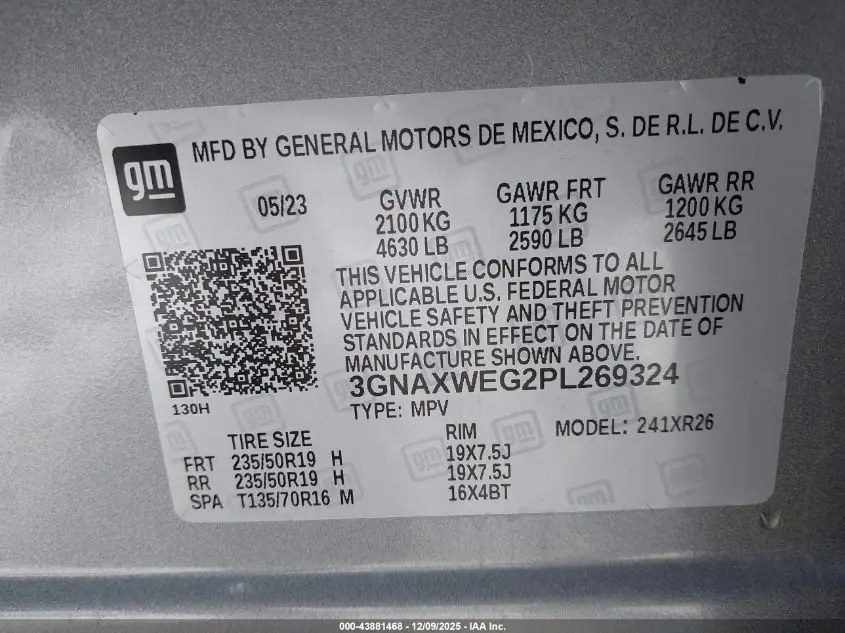 gm
MFD BY GENERAL MOTORS DE MEXICO, S. DE R.L. DE C.V.
05/23
GVWR GAWR FRT GAWR RR
2100 KG 1175 KG 1200 KG
4630 LB 2590 LB 2645 LB
THIS VEHICLE CONFORMS TO ALL
APPLICABLE U.S. FEDERAL MOTOR
VEHICLE SAFETY AND THEFT PREVENTION
STANDARDS IN EFFECT ON THE DATE OF
MANUFACTURE SHOWN ABOVE.
3GNAXWEG2PL269324
130H
TYPE: MPV
TIRE SIZE RIM MODEL: 241XR26
FRT 235/50R19 H 19X7.5J
RR 235/50R19 H 19X7.5J
SPA T135/70R16 M 16X4BT
000-43881468 - 12/09/2025 - IAA Inc.